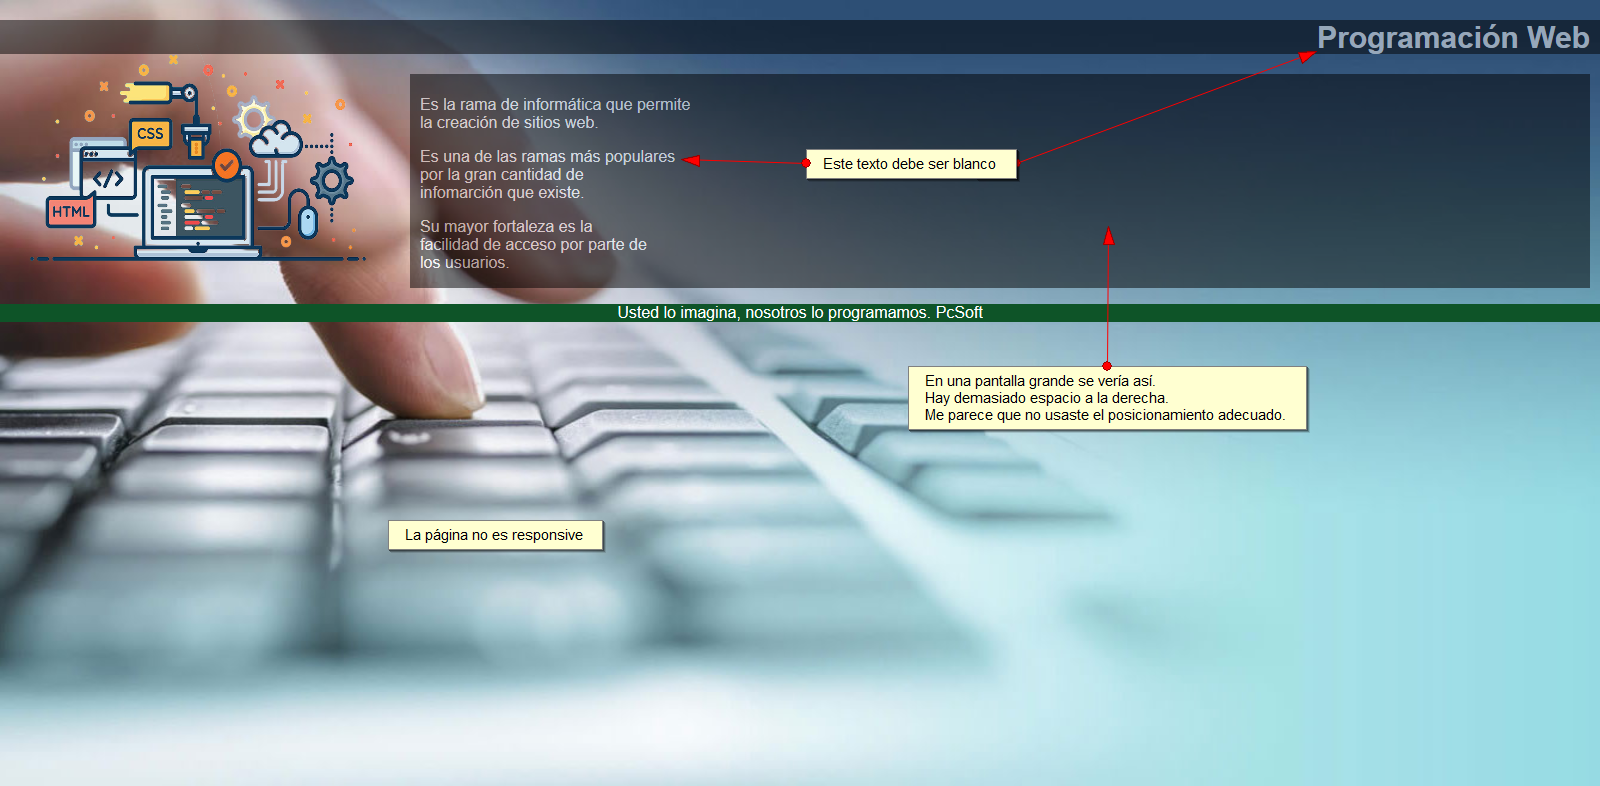 Programación Web
CSS
</>
HTML
Es la rama de informática que permite
la creación de sitios web.
Es una de las ramas más populares
por la gran cantidad de
infomarción que existe.
Su mayor fortaleza es la
facilidad de acceso por parte de
los usuarios.
Este texto debe ser blanco
Usted lo imagina, nosotros lo programamos. PcSoft
En una pantalla grande se vería así.
Hay demasiado espacio a la derecha.
Me parece que no usaste el posicionamiento adecuado.
La página no es responsive